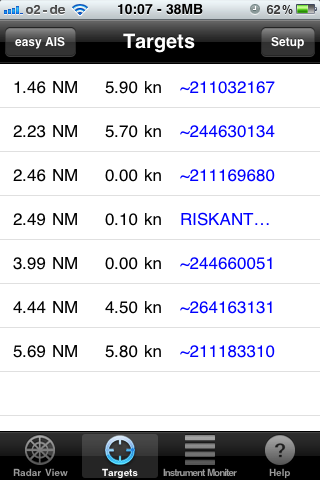 o2-de 10:07 - 38MB 62%
easy AIS Targets Setup
1.46 NM 5.90 kn ~211032167
2.23 NM 5.70 kn ~244630134
2.46 NM 0.00 kn ~211169680
2.49 NM 0.10 kn RISKANT…
3.99 NM 0.00 kn ~244660051
4.44 NM 4.50 kn ~264163131
5.69 NM 5.80 kn ~211183310
Radar View Targets Instrument Moniter Help